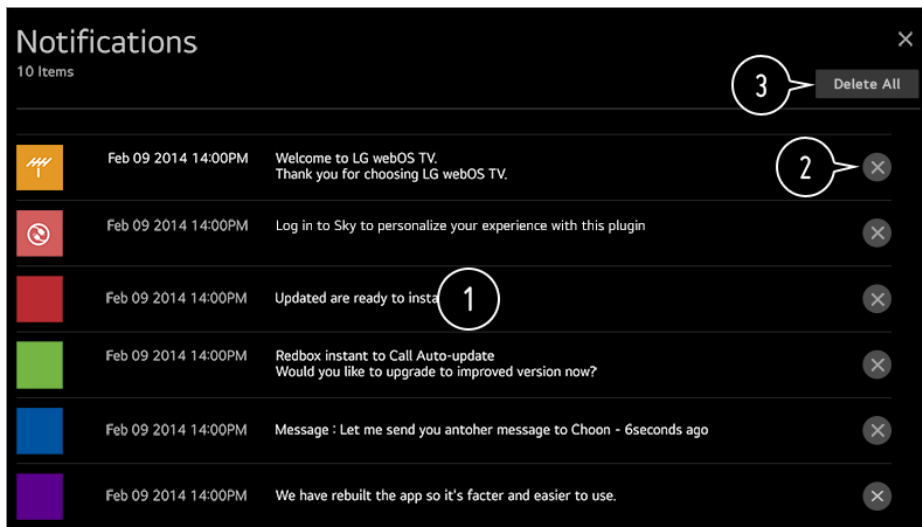 Notifications
10 Items
3
Delete All
Feb 09 2014 14:00PM
Welcome to LG webOS TV.
Thank you for choosing LG webOS TV.
2
Feb 09 2014 14:00PM
Log in to Sky to personalize your experience with this plugin
Feb 09 2014 14:00PM
Updated are ready to insta
1
Feb 09 2014 14:00PM
Redbox instant to Call Auto-update
Would you like to upgrade to improved version now?
Feb 09 2014 14:00PM
Message : Let me send you antoher message to Choon - 6seconds ago
Feb 09 2014 14:00PM
We have rebuilt the app so it's facter and easier to use.